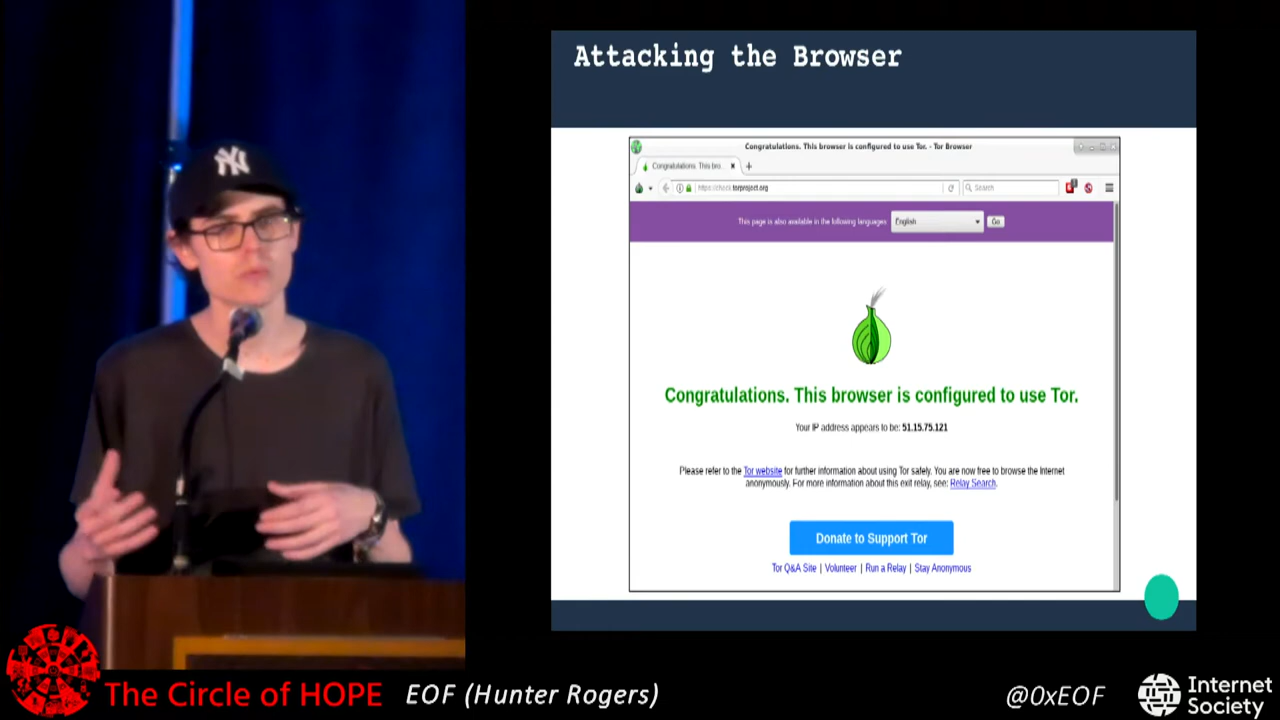 NY
Attacking the Browser
Congratulations. This browser is configured to use Tor. - Tor Browser
Congratulations. This bro...
https://check.torproject.org
Search
This page is also available in the following languages:
English
Go
Congratulations. This browser is configured to use Tor.
Your IP address appears to be: 51.15.75.121
Please refer to the Tor website for further information about using Tor safely. You are now free to browse the Internet
anonymously. For more information about this exit relay, see: Relay Search.
Donate to Support Tor
Tor Q&A Site | Volunteer | Run a Relay | Stay Anonymous
The Circle of HOPE
EOF (Hunter Rogers)
@0xEOF
Internet
Society